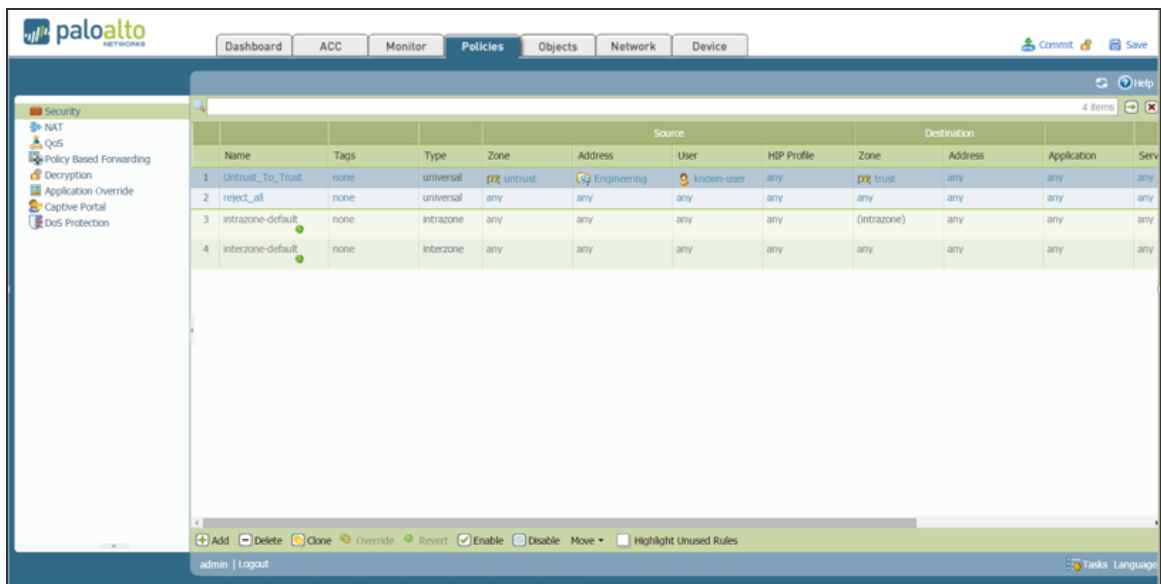 paloalto
NETWORKS
Dashboard ACC Monitor Policies Objects Network Device
Commit Save
Help
Security
NAT
QoS
Policy Based Forwarding
Decryption
Application Override
Captive Portal
DoS Protection
4 items
Source Destination
Name Tags Type Zone Address User HIP Profile Zone Address Application Serv
1 Untrust_To_Trust none universal untrust Engineering known-user any trust any any any
2 reject_all none universal any any any any any any any any
3 intrazone-default none intrazone any any any any (intrazone) any any any
4 interzone-default none interzone any any any any any any any any
Add Delete Clone Override Revert Enable Disable Move Highlight Unused Rules
admin | Logout
Tasks Language